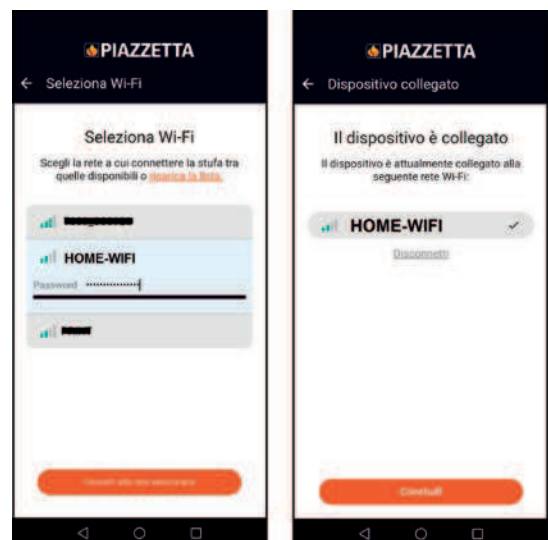 PIAZZETTA
Seleziona Wi-Fi
Seleziona Wi-Fi
Scegli la rete a cui connettere la stufa tra
quelle disponibili o ricarica la lista.
HOME-WIFI
Password
PIAZZETTA
Dispositivo collegato
Il dispositivo è collegato
Il dispositivo è attualmente collegato alla
seguente rete Wi-Fi:
HOME-WIFI
Disconnetti
Concludi